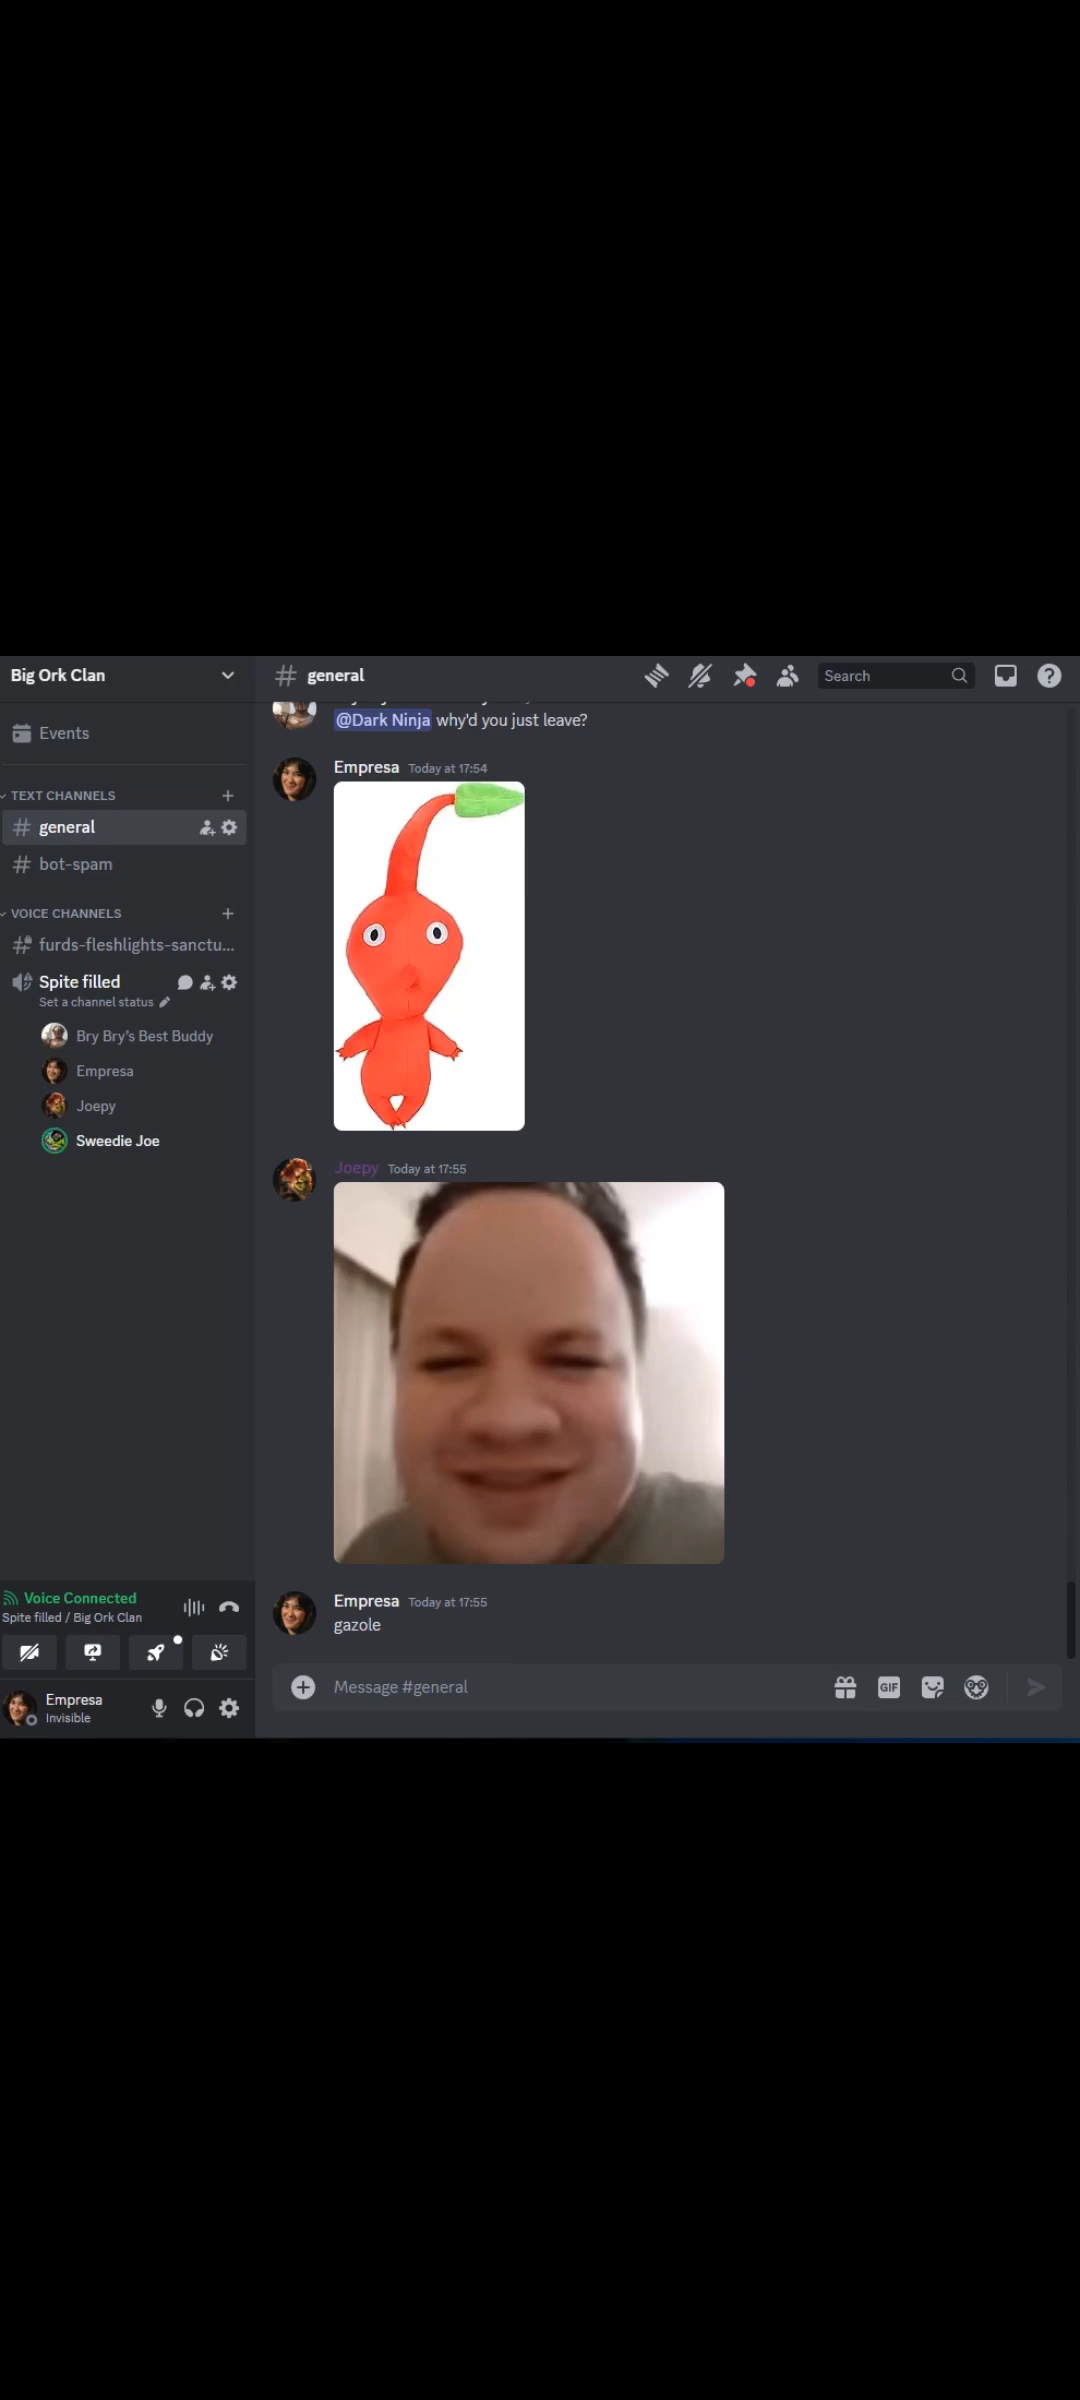 Big Ork Clan
Events
TEXT CHANNELS
general
bot-spam
VOICE CHANNELS
furds-fleshlights-sanctu...
Spite filled
Set a channel status
Bry Bry's Best Buddy
Empresa
Joepy
Sweedie Joe
Voice Connected
Spite filled / Big Ork Clan
Empresa
Invisible
# general
Search
@Dark Ninja why'd you just leave?
Empresa Today at 17:54
Joepy Today at 17:55
Empresa Today at 17:55
gazole
Message #general
GIF